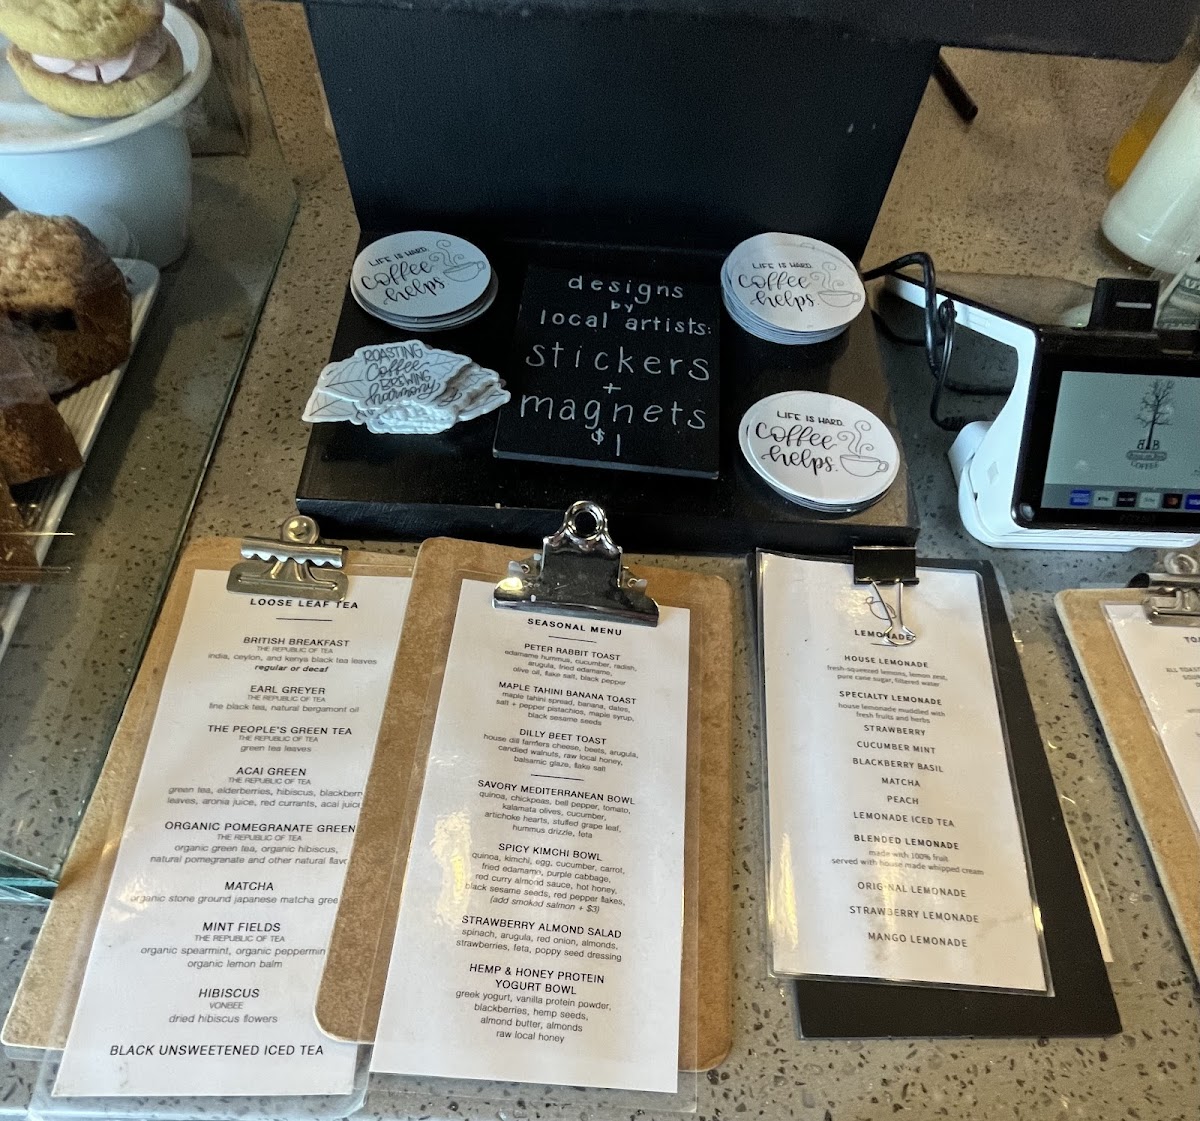 LIFE IS HARD.
coffee
helps.
ROASTING
Coffee
BREWING
harmony
designs
by
local artists:
stickers
+
magnets
$1
LIFE IS HARD.
coffee
helps.
LIFE IS HARD.
coffee
helps.
BB
COFFEE
LOOSE LEAF TEA
BRITISH BREAKFAST
THE REPUBLIC OF TEA
india, ceylon, and kenya black tea leaves
regular or decaf
EARL GREYER
THE REPUBLIC OF TEA
fine black tea, natural bergamont oil
THE PEOPLE'S GREEN TEA
THE REPUBLIC OF TEA
green tea leaves
ACAI GREEN
THE REPUBLIC OF TEA
green tea, elderberries, hibiscus, blackberry
leaves, aronia juice, red currants, acai juice
ORGANIC POMEGRANATE GREEN
THE REPUBLIC OF TEA
organic green tea, organic hibiscus,
natural pomegranate and other natural flavo
MATCHA
organic stone ground japanese matcha gree
MINT FIELDS
THE REPUBLIC OF TEA
organic spearmint, organic peppermin
organic lemon balm
HIBISCUS
VONBEE
dried hibiscus flowers
BLACK UNSWEETENED ICED TEA
SEASONAL MENU
PETER RABBIT TOAST
edamame hummus, cucumber, radish,
arugula, fried edamame,
olive oil, flake salt, black pepper
MAPLE TAHINI BANANA TOAST
maple tahini spread, banana, dates,
salt + pepper pistachios, maple syrup,
black sesame seeds
DILLY BEET TOAST
house dill farmers cheese, beets, arugula,
candied walnuts, raw local honey,
balsamic glaze, flake salt
SAVORY MEDITERRANEAN BOWL
quinoa, chickpeas, bell pepper, tomato,
kalamata olives, cucumber,
artichoke hearts, stuffed grape leaf,
hummus drizzle, feta
SPICY KIMCHI BOWL
quinoa, kimchi, egg, cucumber, carrot,
fried edamame, purple cabbage,
red curry almond sauce, hot honey,
black sesame seeds, red pepper flakes,
(add smoked salmon + $3)
STRAWBERRY ALMOND SALAD
spinach, arugula, red onion, almonds,
strawberries, feta, poppy seed dressing
HEMP & HONEY PROTEIN
YOGURT BOWL
greek yogurt, vanilla protein powder,
blackberries, hemp seeds,
almond butter, almonds
raw local honey
LEMONADE
HOUSE LEMONADE
fresh-squeezed lemons, lemon zest,
pure cane sugar, filtered water
SPECIALTY LEMONADE
house lemonade muddled with
fresh fruits and herbs
STRAWBERRY
CUCUMBER MINT
BLACKBERRY BASIL
MATCHA
PEACH
LEMONADE ICED TEA
BLENDED LEMONADE
made with 100% fruit
served with house made whipped cream
ORIGINAL LEMONADE
STRAWBERRY LEMONADE
MANGO LEMONADE
TO
ALL TOAST